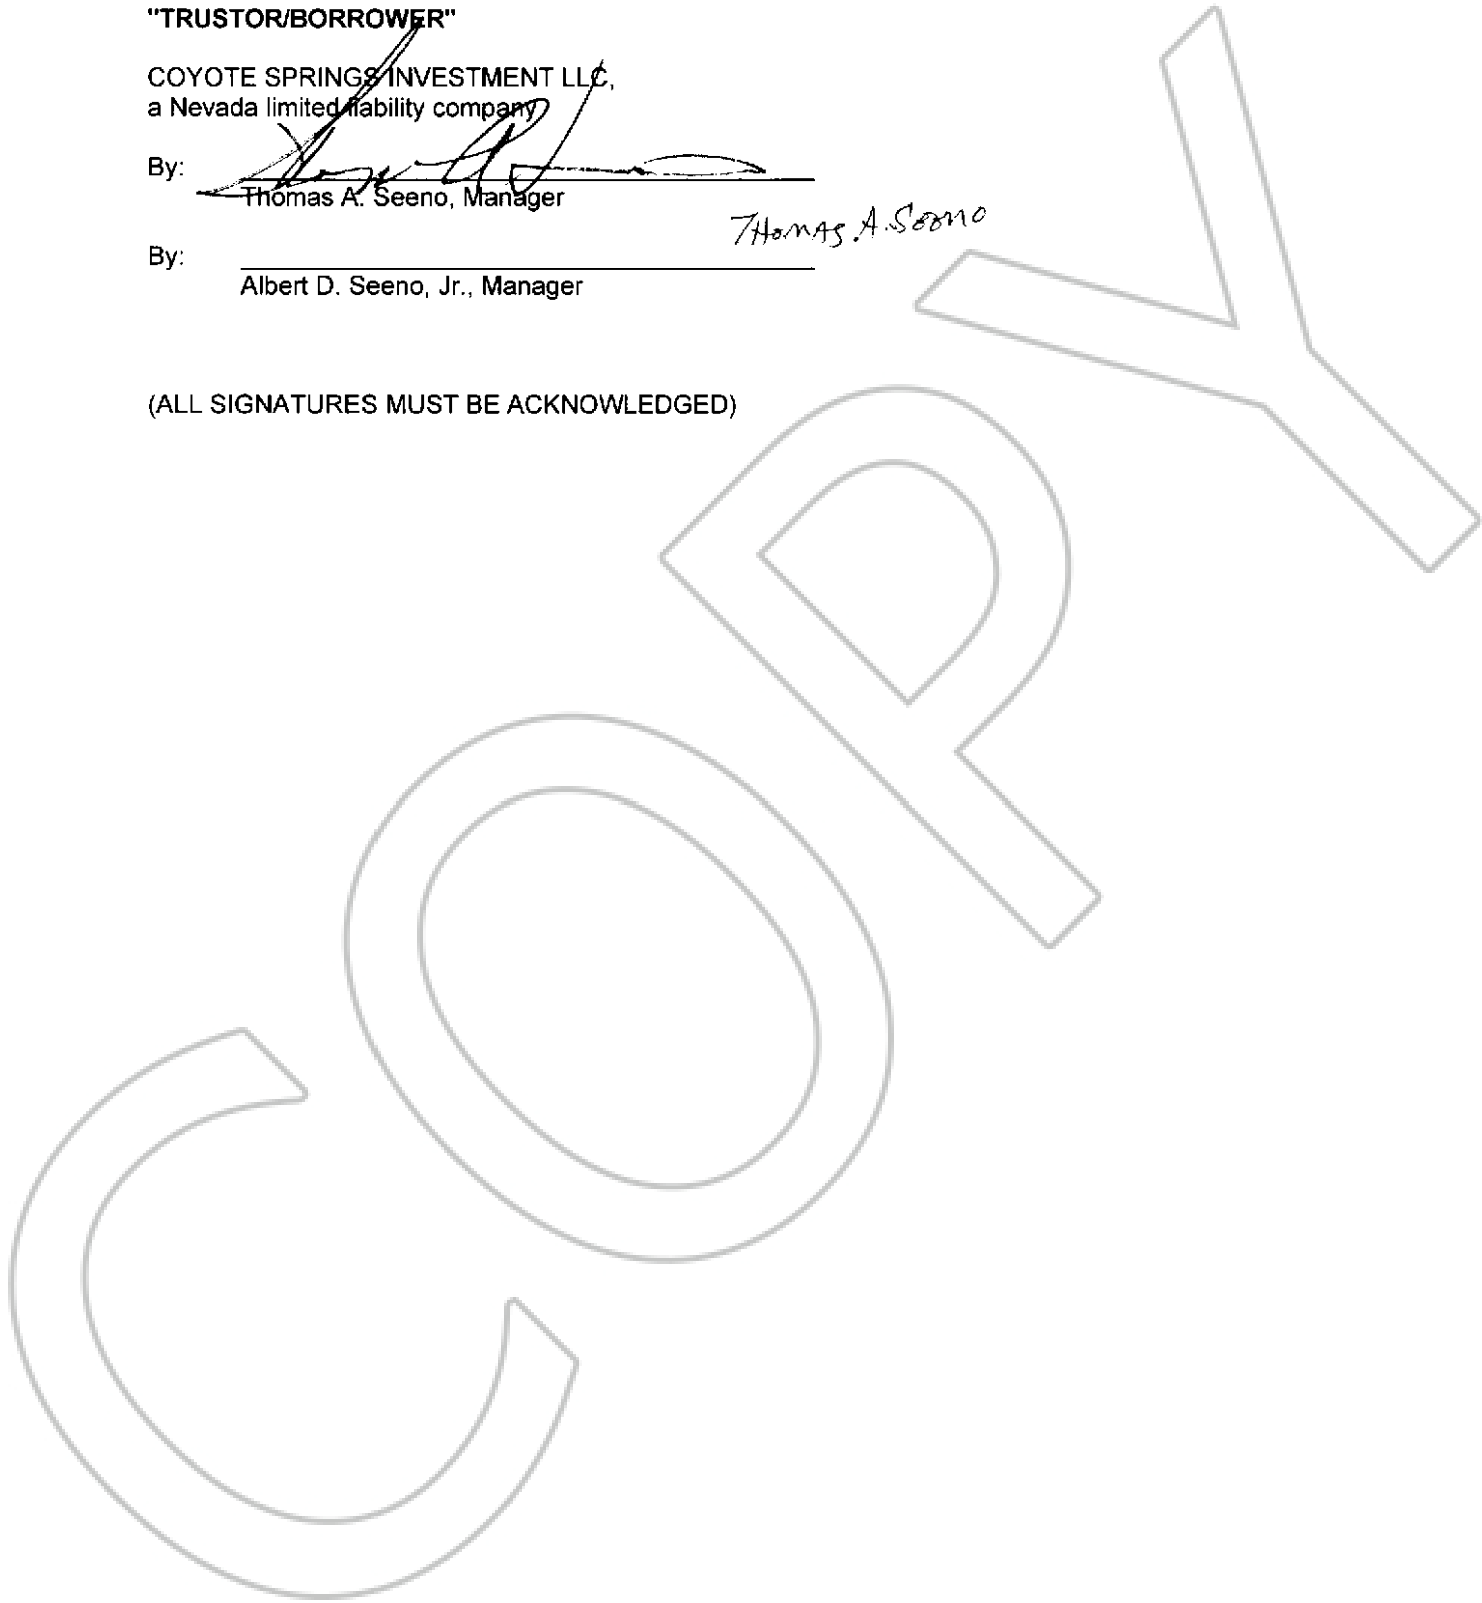 "TRUSTOR/BORROWER"
COYOTE SPRINGS INVESTMENT LLC,
a Nevada limited liability company
By:
Thomas A. Seeno, Manager
THomas A. Seeno
By:
Albert D. Seeno, Jr., Manager
(ALL SIGNATURES MUST BE ACKNOWLEDGED)
COPY